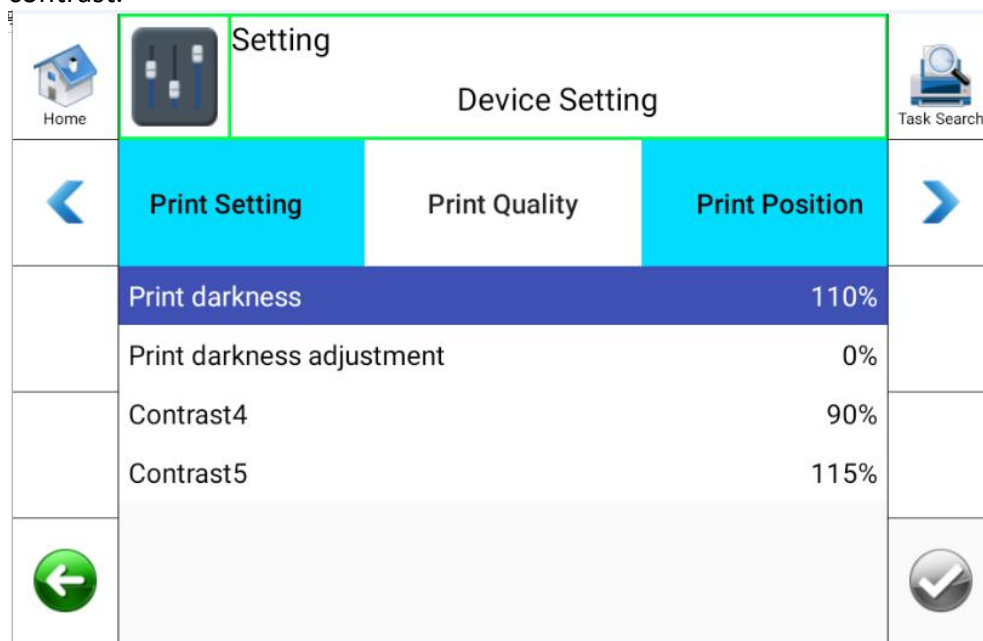 contrast.
Setting
Device Setting
Home
Task Search
Print Setting
Print Quality
Print Position
Print darkness 110%
Print darkness adjustment 0%
Contrast4 90%
Contrast5 115%